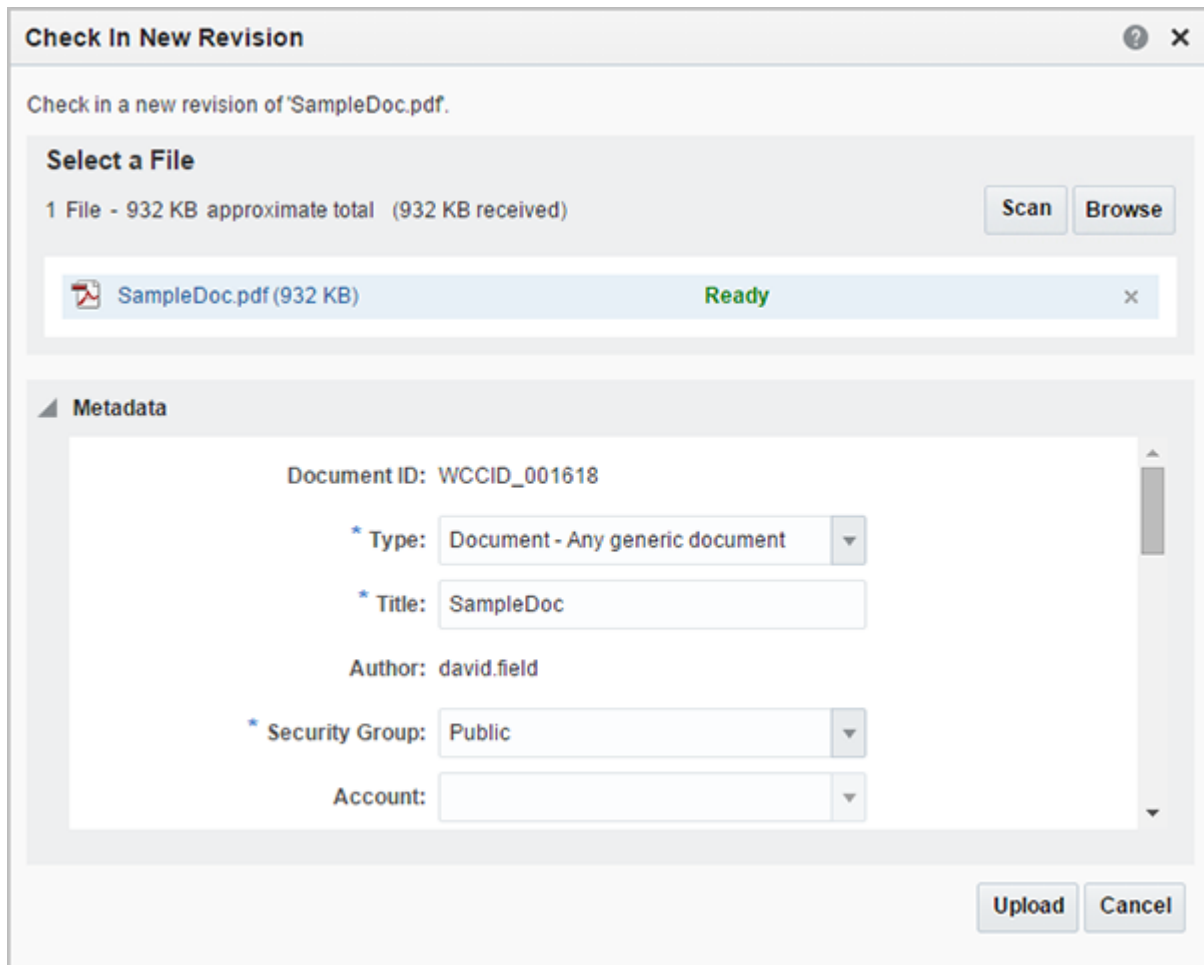 Check In New Revision
Check in a new revision of 'SampleDoc.pdf'.
Select a File
1 File - 932 KB approximate total (932 KB received)
Scan Browse
SampleDoc.pdf (932 KB) Ready
Metadata
Document ID: WCCID_001618
* Type: Document - Any generic document
* Title: SampleDoc
Author: david.field
* Security Group: Public
Account:
Upload Cancel